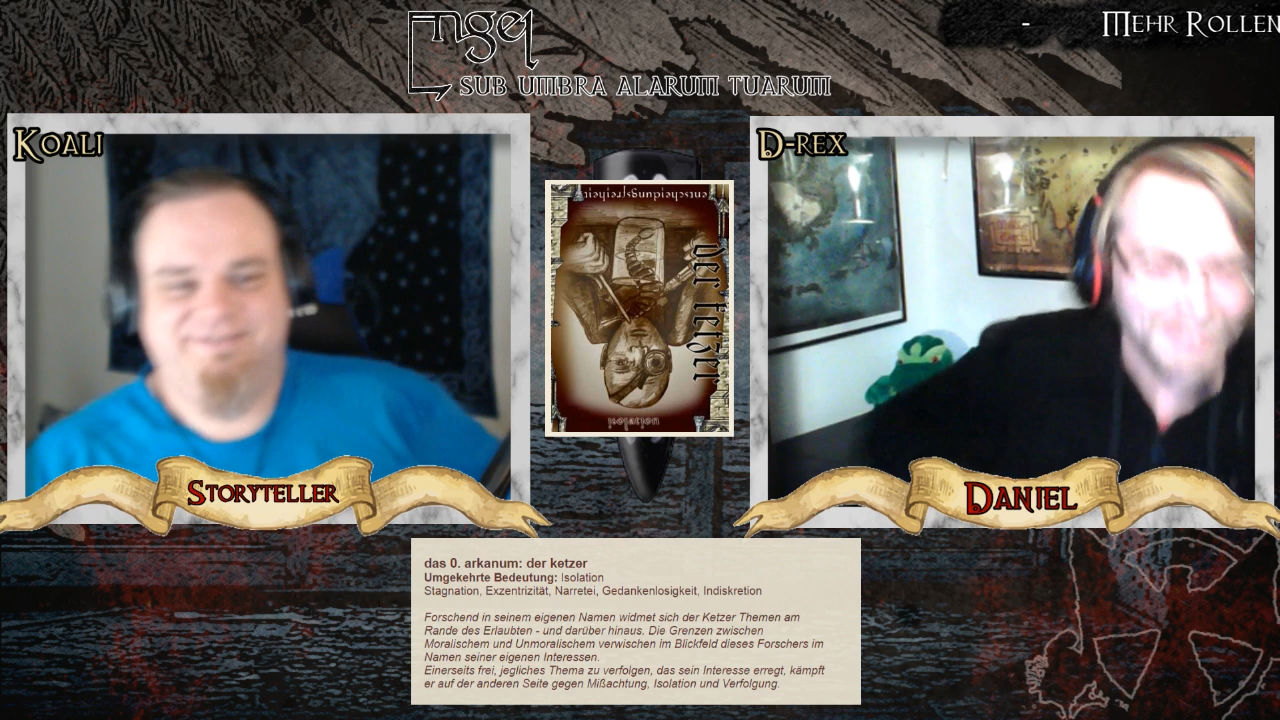 Engel
SUB UMBRA ALARUM TUARUM
- MEHR ROLLEN
KOALI
D-REX
entscheidungsfreiheit
der ketzer
isolation
STORYTELLER
DANIEL
das 0. arkanum: der ketzer
Umgekehrte Bedeutung: Isolation
Stagnation, Exzentrizität, Narretei, Gedankenlosigkeit, Indiskretion
Forschend in seinem eigenen Namen widmet sich der Ketzer Themen am
Rande des Erlaubten - und darüber hinaus. Die Grenzen zwischen
Moralischem und Unmoralischem verwischen im Blickfeld dieses Forschers im
Namen seiner eigenen Interessen.
Einerseits frei, jegliches Thema zu verfolgen, das sein Interesse erregt, kämpft
er auf der anderen Seite gegen Mißachtung, Isolation und Verfolgung.